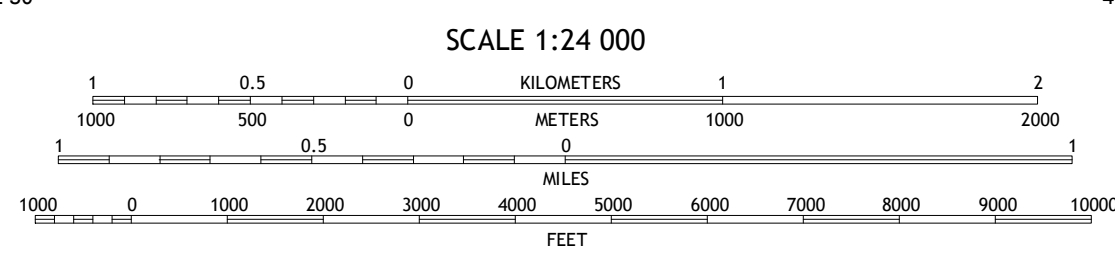 SCALE 1:24 000
1 0.5 0 KILOMETERS 1 2
1000 500 0 METERS 1000 2000
1 0.5 0 1
MILES
1000 0 1000 2000 3000 4000 5000 6000 7000 8000 9000 10000
FEET